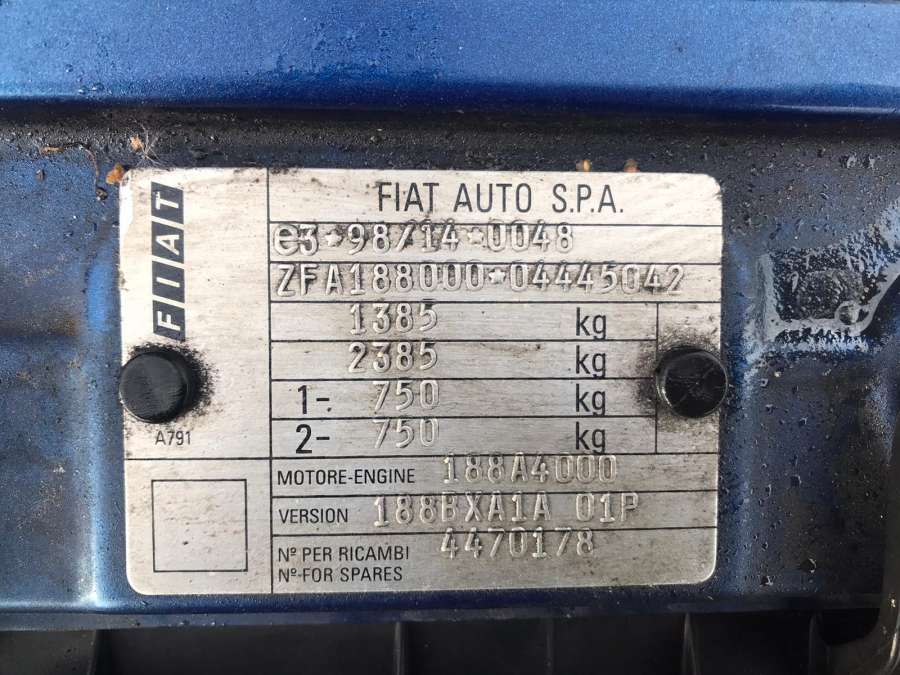 FIAT
FIAT AUTO S.P.A.
e3*98/14*0048
ZFA188000*04445042
1385 kg
2385 kg
1- 750 kg
2- 750 kg
A791
MOTORE-ENGINE 188A4000
VERSION 188BXA1A 01P
Nº PER RICAMBI 4470178
Nº-FOR SPARES